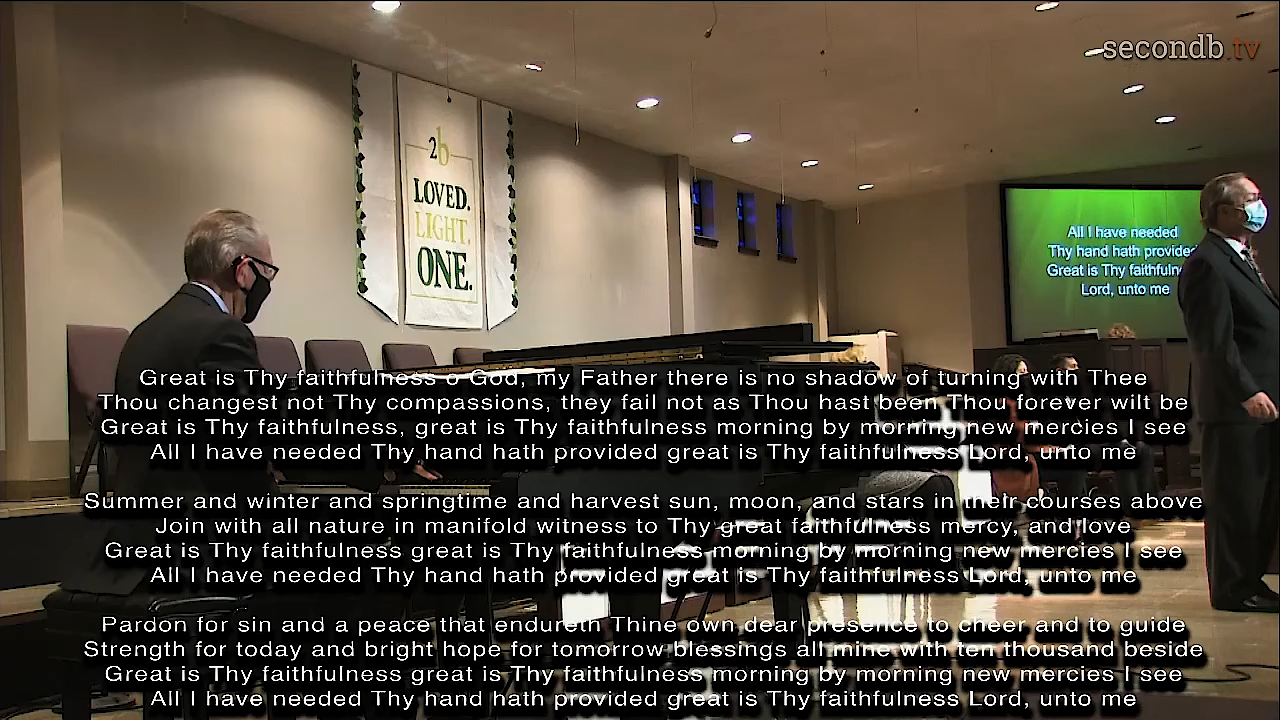 secondb.tv
2b
LOVED.
LIGHT.
ONE.
All I have needed
Thy hand hath provided
Great is Thy
Lord, unto me
Great is Thy faithfulness o God, my Father there is no shadow of turning with Thee
Thou changest not Thy compassions, they fail not as Thou hast been Thou forever wilt be
Great is Thy faithfulness, great is Thy faithfulness morning by morning new mercies I see
All I have needed Thy hand hath provided great is Thy faithfulness Lord, unto me
Summer and winter and springtime and harvest sun, moon, and stars in their courses above
Join with all nature in manifold witness to Thy great faithfulness mercy, and love
Great is Thy faithfulness great is Thy faithfulness morning by morning new mercies I see
All I have needed Thy hand hath provided great is Thy faithfulness Lord, unto me
Pardon for sin and a peace that endureth Thine own dear presence to cheer and to guide
Strength for today and bright hope for tomorrow blessings all mine with ten thousand beside
Great is Thy faithfulness great is Thy faithfulness morning by morning new mercies I see
All I have needed Thy hand hath provided great is Thy faithfulness Lord, unto me